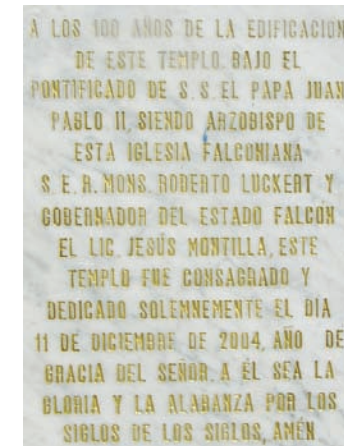 A LOS 100 AÑOS DE LA EDIFICACION
DE ESTE TEMPLO, BAJO EL
PONTIFICADO DE S. S. EL PAPA JUAN
PABLO II, SIENDO ARZOBISPO DE
ESTA IGLESIA FALCONIANA
S. E. R. MONS. ROBERTO LUCKERT Y
GOBERNADOR DEL ESTADO FALCÓN
EL LIC. JESÚS MONTILLA, ESTE
TEMPLO FUE CONSAGRADO Y
DEDICADO SOLEMNEMENTE EL DÍA
11 DE DICIEMBRE DE 2004, AÑO DE
GRACIA DEL SEÑOR. A ÉL SEA LA
GLORIA Y LA ALABANZA POR LOS
SIGLOS DE LOS SIGLOS, AMÉN